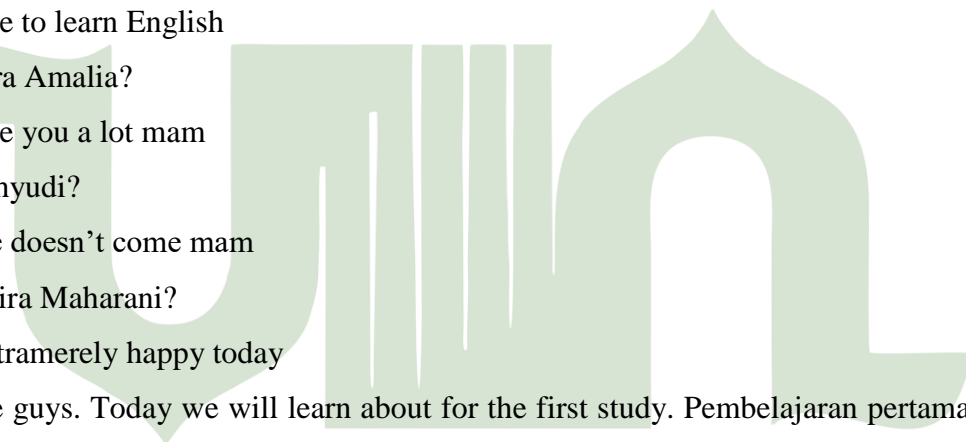 e to learn English
ra Amalia?
e you a lot mam
hyudi?
e doesn’t come mam
ira Maharani?
tramerely happy today
e guys. Today we will learn about for the first study. Pembelajaran pertama